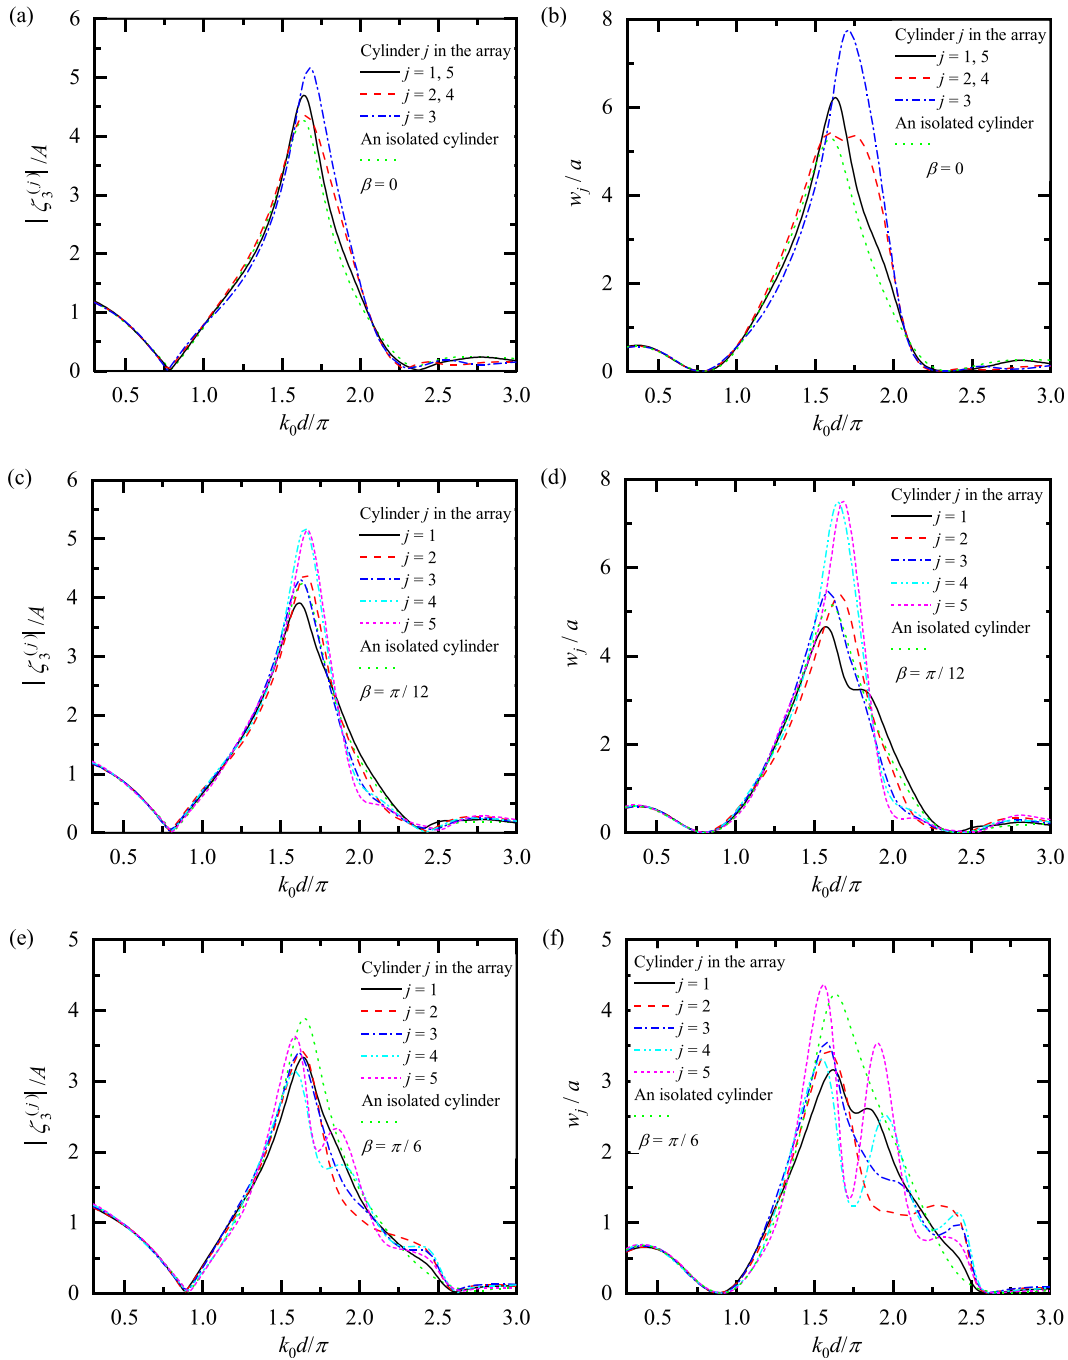 (a)
6
5
4
3
2
1
0
|ζ₃⁽ʲ⁾|/A
Cylinder j in the array
j = 1, 5
j = 2, 4
j = 3
An isolated cylinder
β = 0
0.5 1.0 1.5 2.0 2.5 3.0
k₀d/π
(b)
8
6
4
2
0
wⱼ / a
Cylinder j in the array
j = 1, 5
j = 2, 4
j = 3
An isolated cylinder
β = 0
0.5 1.0 1.5 2.0 2.5 3.0
k₀d/π
(c)
6
5
4
3
2
1
0
|ζ₃⁽ʲ⁾|/A
Cylinder j in the array
j = 1
j = 2
j = 3
j = 4
j = 5
An isolated cylinder
β = π / 12
0.5 1.0 1.5 2.0 2.5 3.0
k₀d/π
(d)
8
6
4
2
0
wⱼ / a
Cylinder j in the array
j = 1
j = 2
j = 3
j = 4
j = 5
An isolated cylinder
β = π / 12
0.5 1.0 1.5 2.0 2.5 3.0
k₀d/π
(e)
5
4
3
2
1
0
|ζ₃⁽ʲ⁾|/A
Cylinder j in the array
j = 1
j = 2
j = 3
j = 4
j = 5
An isolated cylinder
β = π / 6
0.5 1.0 1.5 2.0 2.5 3.0
k₀d/π
(f)
5
4
3
2
1
0
wⱼ / a
Cylinder j in the array
j = 1
j = 2
j = 3
j = 4
j = 5
An isolated cylinder
β = π / 6
0.5 1.0 1.5 2.0 2.5 3.0
k₀d/π